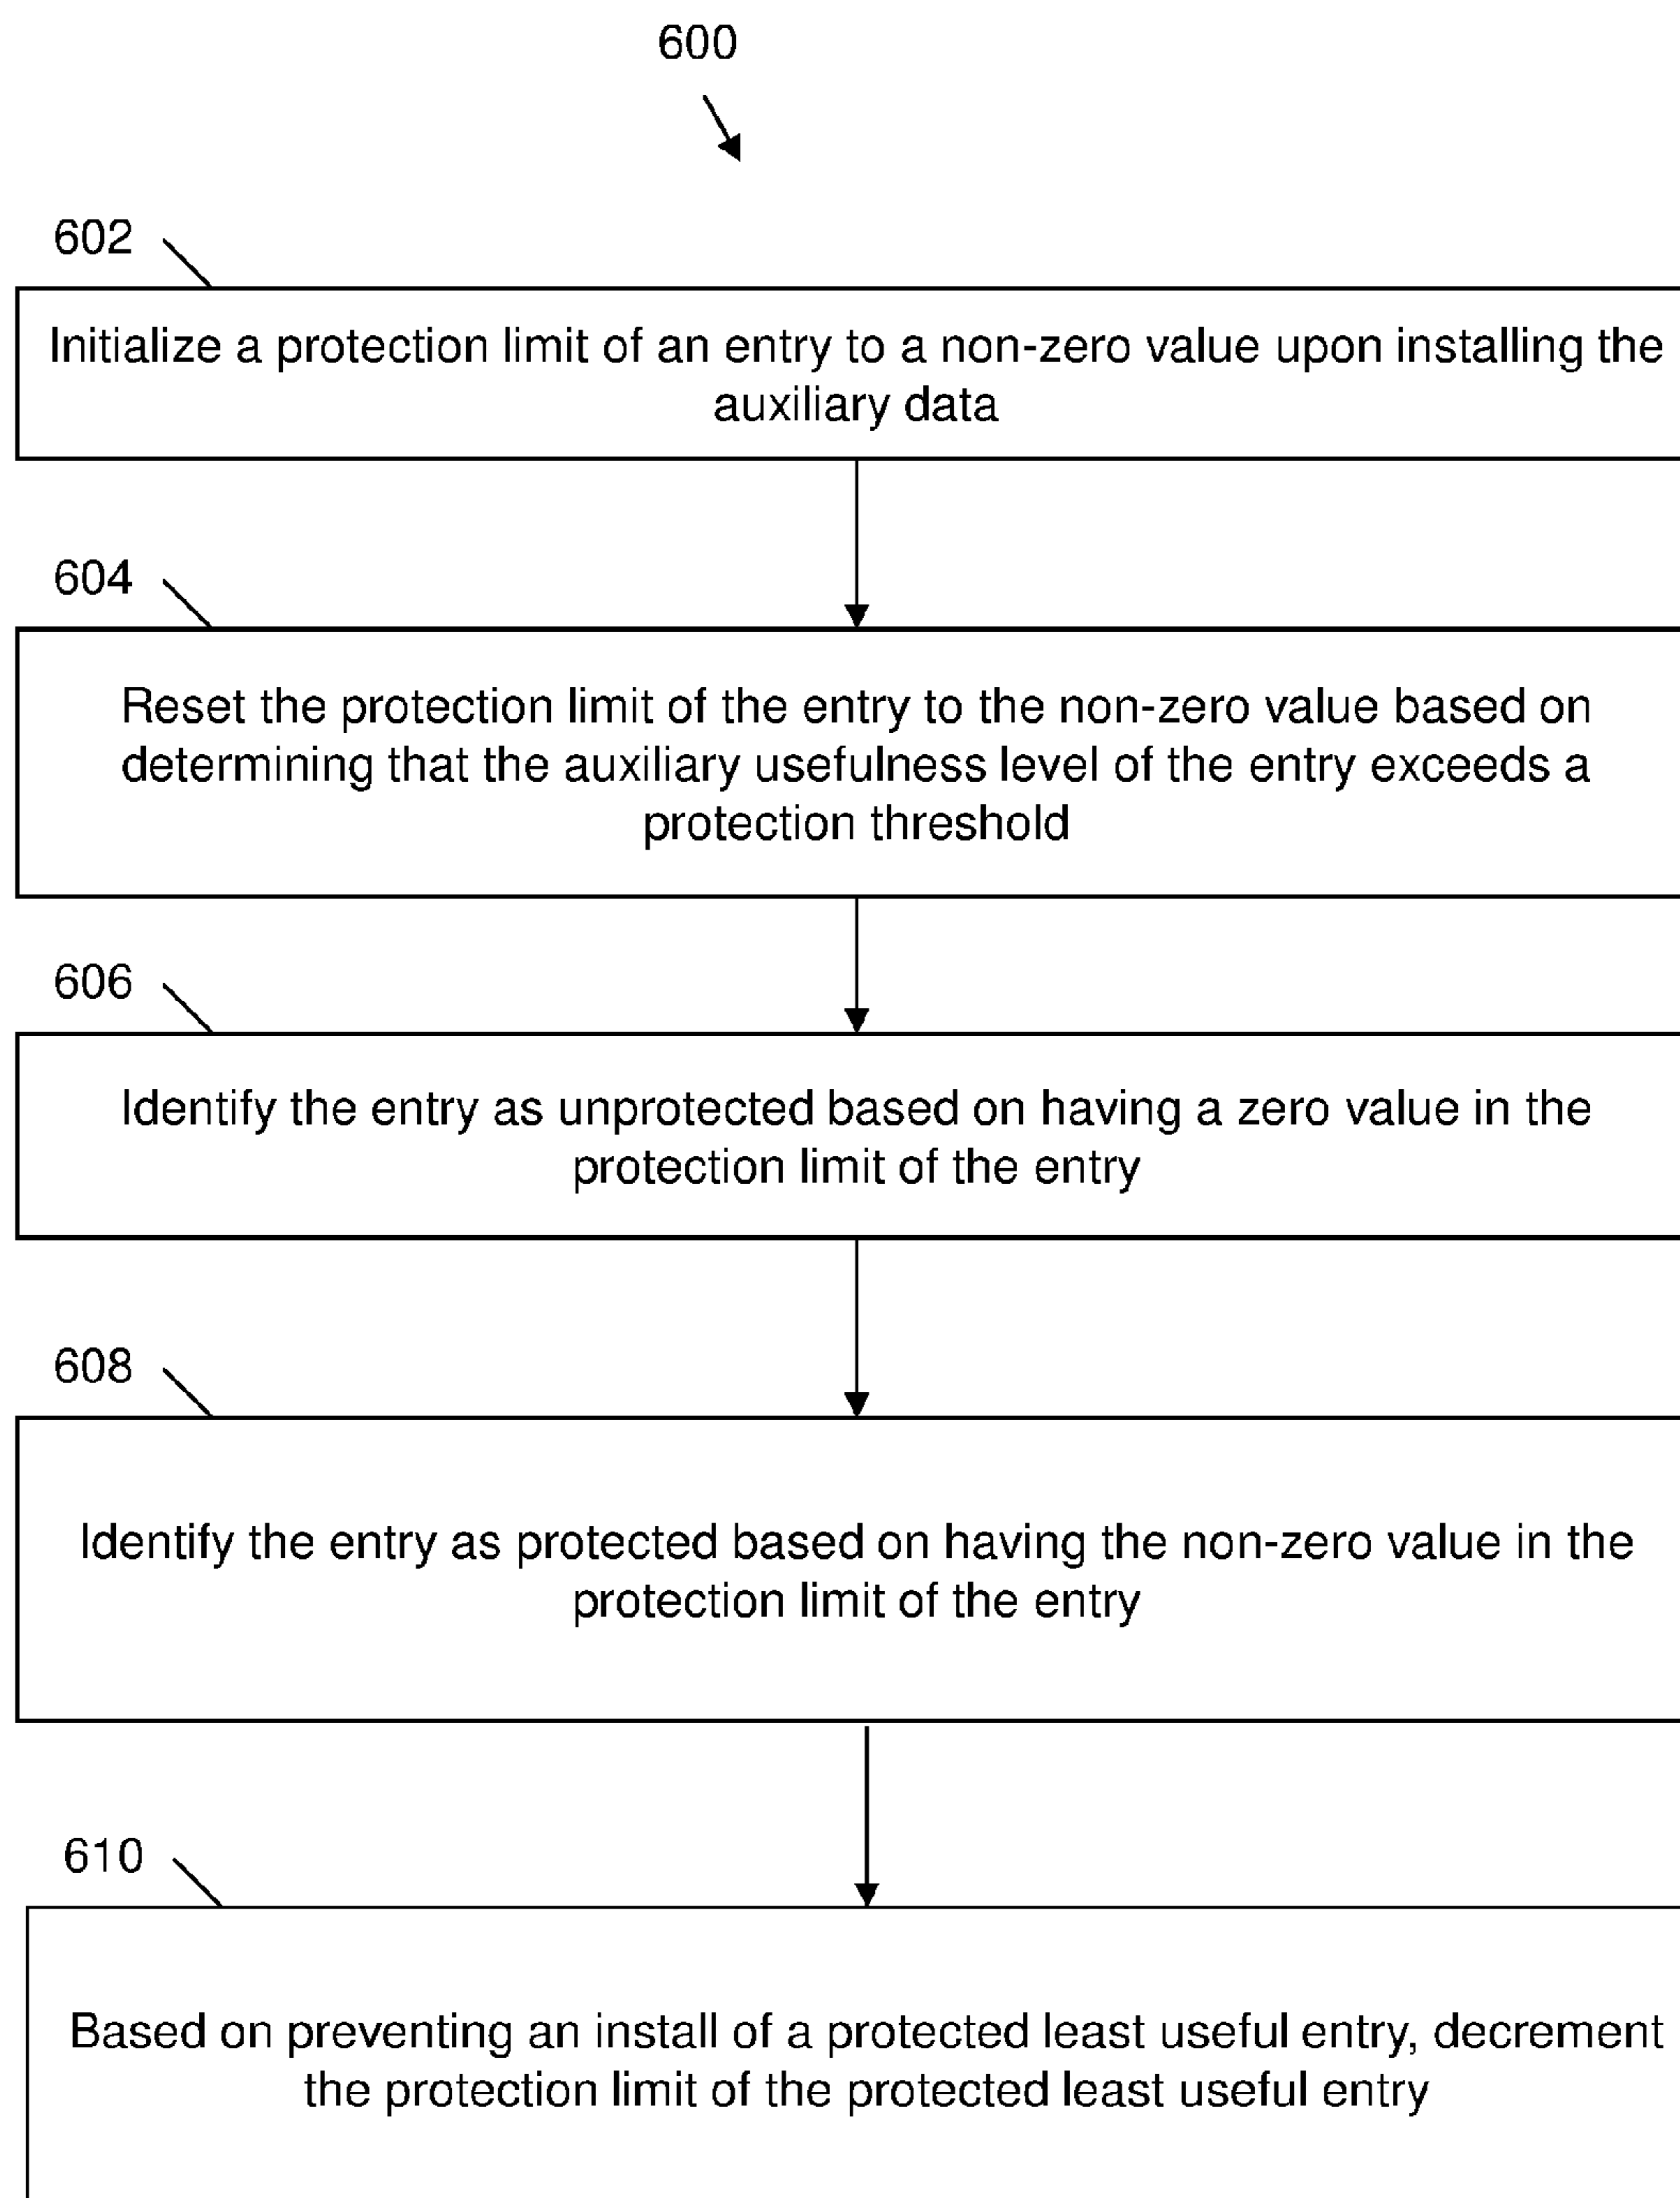 600
602
Initialize a protection limit of an entry to a non-zero value upon installing the
auxiliary data
604
Reset the protection limit of the entry to the non-zero value based on
determining that the auxiliary usefulness level of the entry exceeds a
protection threshold
606
Identify the entry as unprotected based on having a zero value in the
protection limit of the entry
608
Identify the entry as protected based on having the non-zero value in the
protection limit of the entry
610
Based on preventing an install of a protected least useful entry, decrement
the protection limit of the protected least useful entry